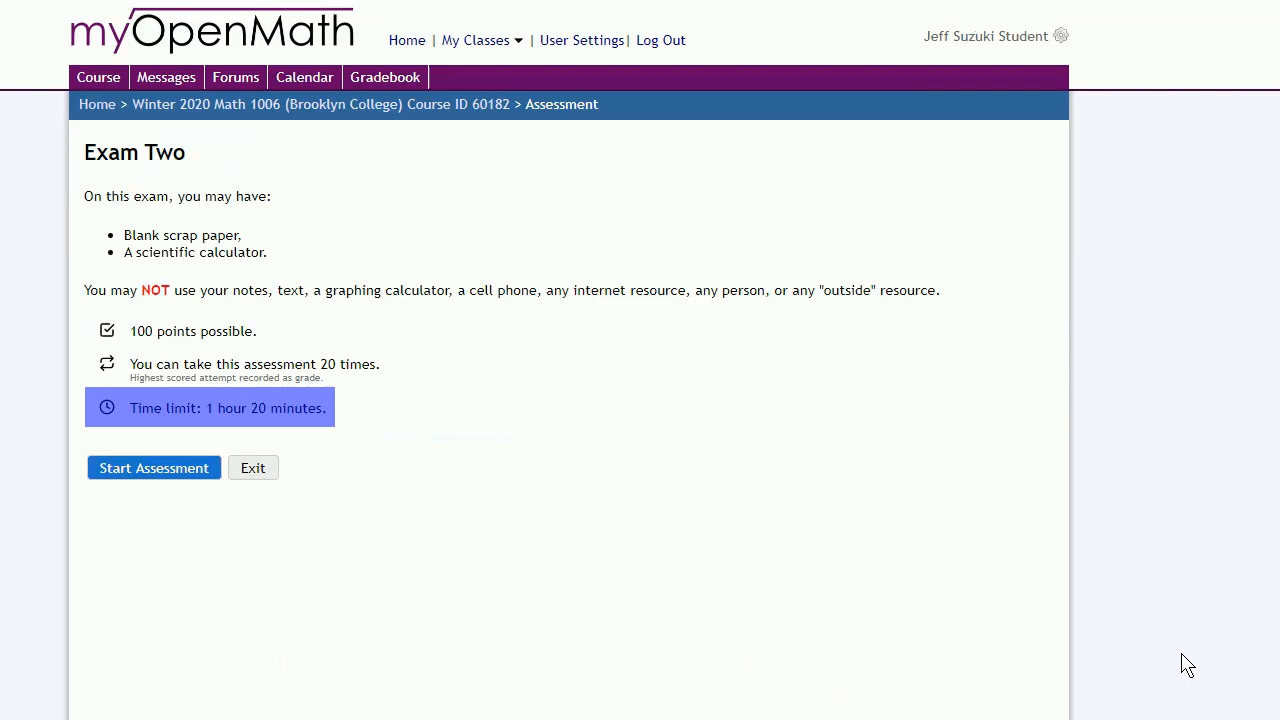 myOpenMath
Home | My Classes | User Settings| Log Out
Jeff Suzuki Student
Course Messages Forums Calendar Gradebook
Home > Winter 2020 Math 1006 (Brooklyn College) Course ID 60182 > Assessment
Exam Two
On this exam, you may have:
• Blank scrap paper,
• A scientific calculator.
You may NOT use your notes, text, a graphing calculator, a cell phone, any internet resource, any person, or any "outside" resource.
100 points possible.
You can take this assessment 20 times.
Highest scored attempt recorded as grade.
Time limit: 1 hour 20 minutes.
Start Assessment Exit